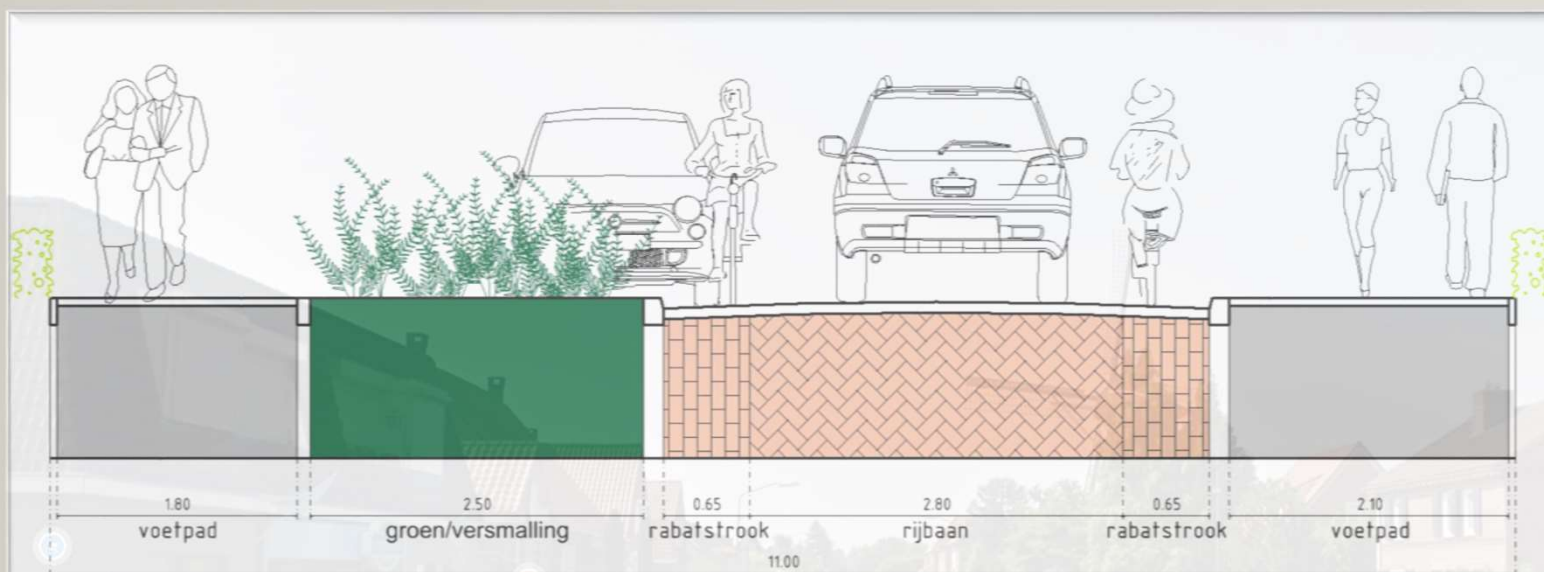 1.80 2.50 0.65 2.80 0.65 2.10
voetpad groen/versmalling rabatstrook rijbaan rabatstrook voetpad
11.00